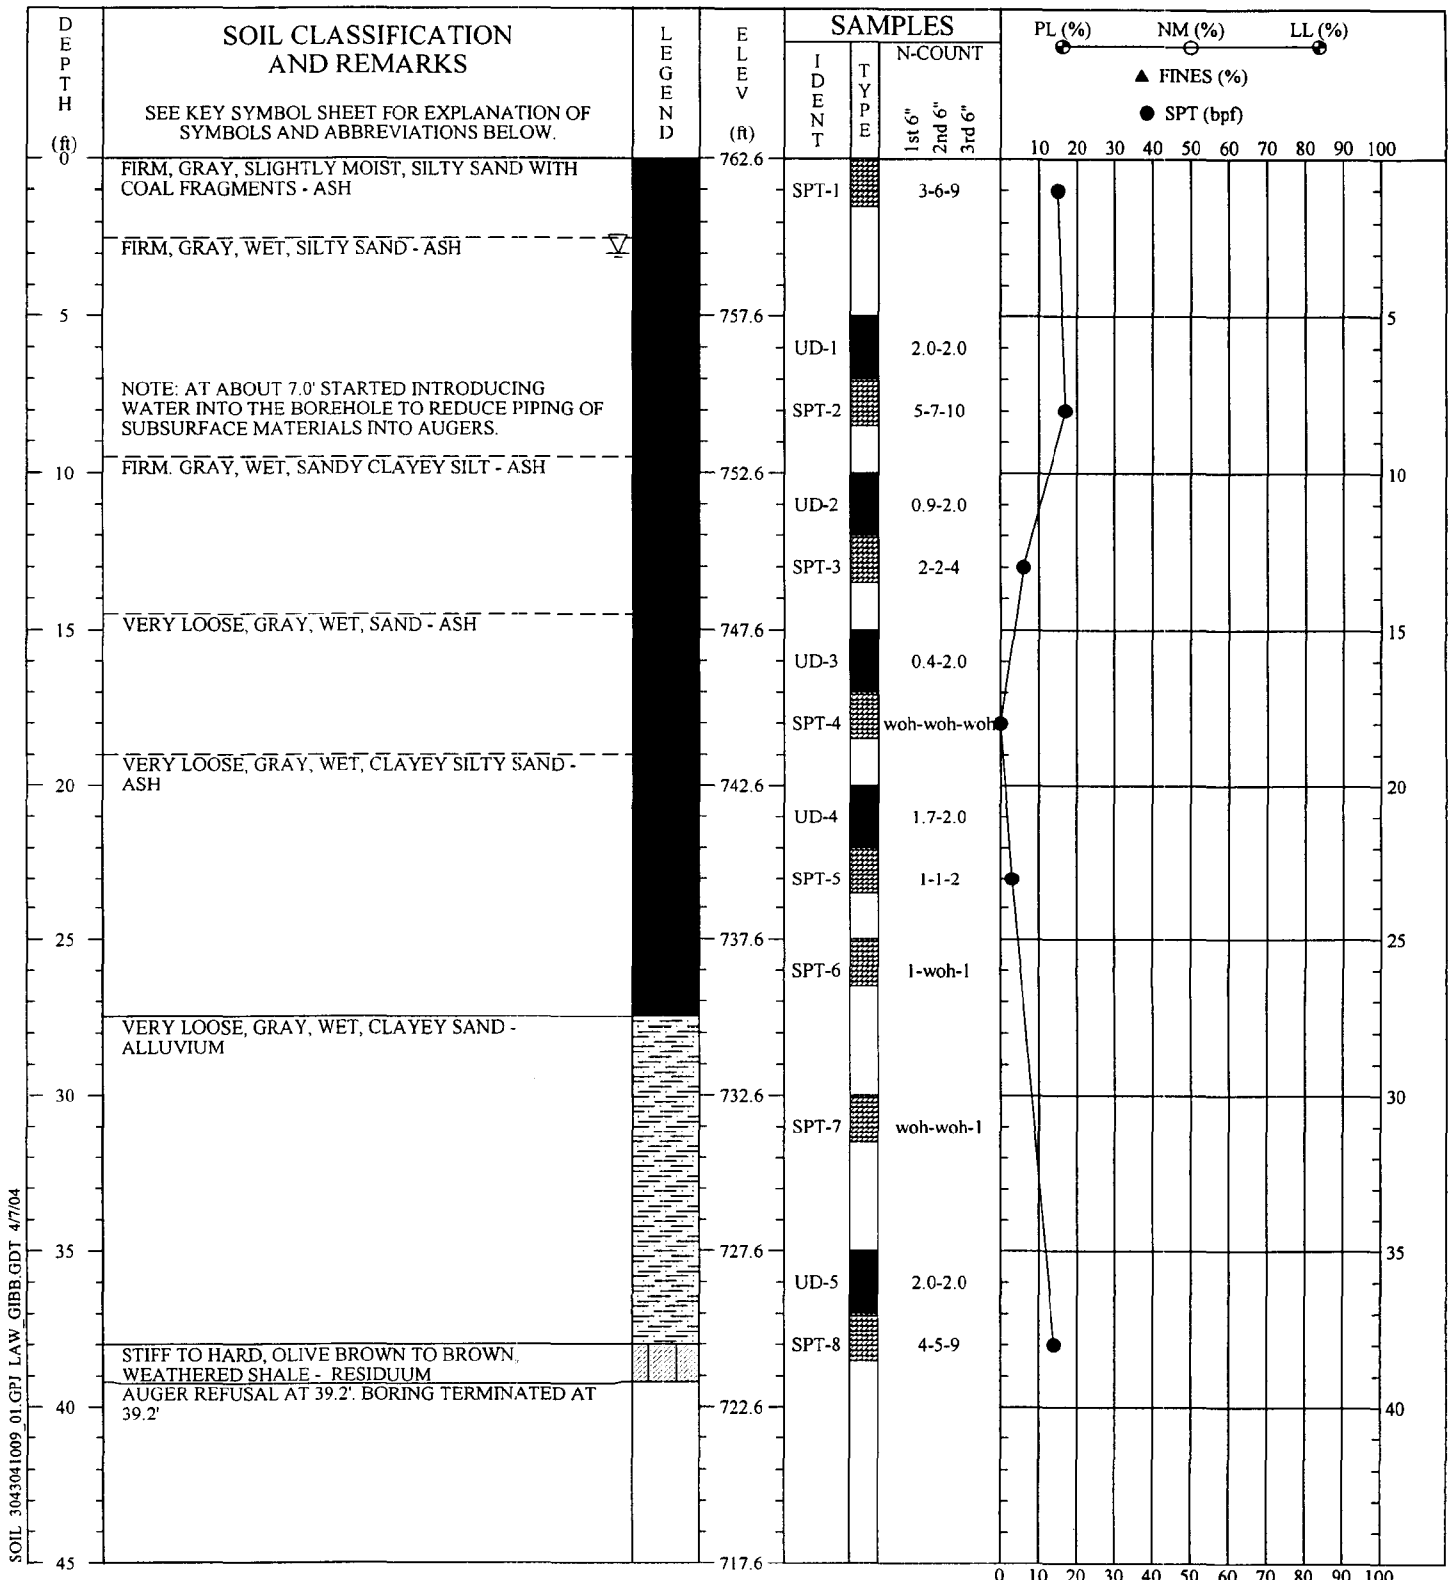 DEPTH
(ft)
SOIL CLASSIFICATION
AND REMARKS
SEE KEY SYMBOL SHEET FOR EXPLANATION OF
SYMBOLS AND ABBREVIATIONS BELOW.
LEGEND
ELEV
(ft)
SAMPLES
IDENT
TYPE
N-COUNT
1st 6"
2nd 6"
3rd 6"
PL (%) NM (%) LL (%)
▲ FINES (%)
● SPT (bpf)
10 20 30 40 50 60 70 80 90 100
0
FIRM, GRAY, SLIGHTLY MOIST, SILTY SAND WITH
COAL FRAGMENTS - ASH
762.6
SPT-1 3-6-9
FIRM, GRAY, WET, SILTY SAND - ASH
5 757.6 5
UD-1 2.0-2.0
NOTE: AT ABOUT 7.0' STARTED INTRODUCING
WATER INTO THE BOREHOLE TO REDUCE PIPING OF
SUBSURFACE MATERIALS INTO AUGERS.
SPT-2 5-7-10
FIRM. GRAY, WET, SANDY CLAYEY SILT - ASH
10 752.6 10
UD-2 0.9-2.0
SPT-3 2-2-4
VERY LOOSE, GRAY, WET, SAND - ASH
15 747.6 15
UD-3 0.4-2.0
SPT-4 woh-woh-woh
VERY LOOSE, GRAY, WET, CLAYEY SILTY SAND -
ASH
20 742.6 20
UD-4 1.7-2.0
SPT-5 1-1-2
25 737.6 25
SPT-6 1-woh-1
VERY LOOSE, GRAY, WET, CLAYEY SAND -
ALLUVIUM
30 732.6 30
SPT-7 woh-woh-1
35 727.6 35
UD-5 2.0-2.0
SPT-8 4-5-9
STIFF TO HARD, OLIVE BROWN TO BROWN,
WEATHERED SHALE - RESIDUUM
AUGER REFUSAL AT 39.2'. BORING TERMINATED AT
39.2'
40 722.6 40
45 717.6
0 10 20 30 40 50 60 70 80 90 100
SOIL 3043041009_01.GPJ LAW_GIBB.GDT 4/7/04